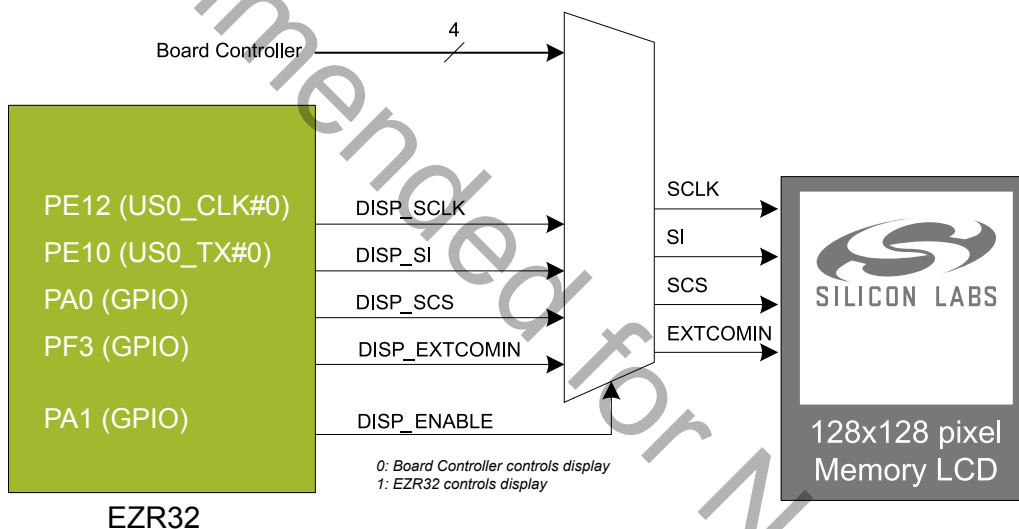 4
Board Controller
PE12 (US0_CLK#0)
PE10 (US0_TX#0)
PA0 (GPIO)
PF3 (GPIO)
PA1 (GPIO)
EZR32
DISP_SCLK
DISP_SI
DISP_SCS
DISP_EXTCOMIN
DISP_ENABLE
0: Board Controller controls display
1: EZR32 controls display
SCLK
SI
SCS
EXTCOMIN
SILICON LABS
128x128 pixel
Memory LCD
mended for N